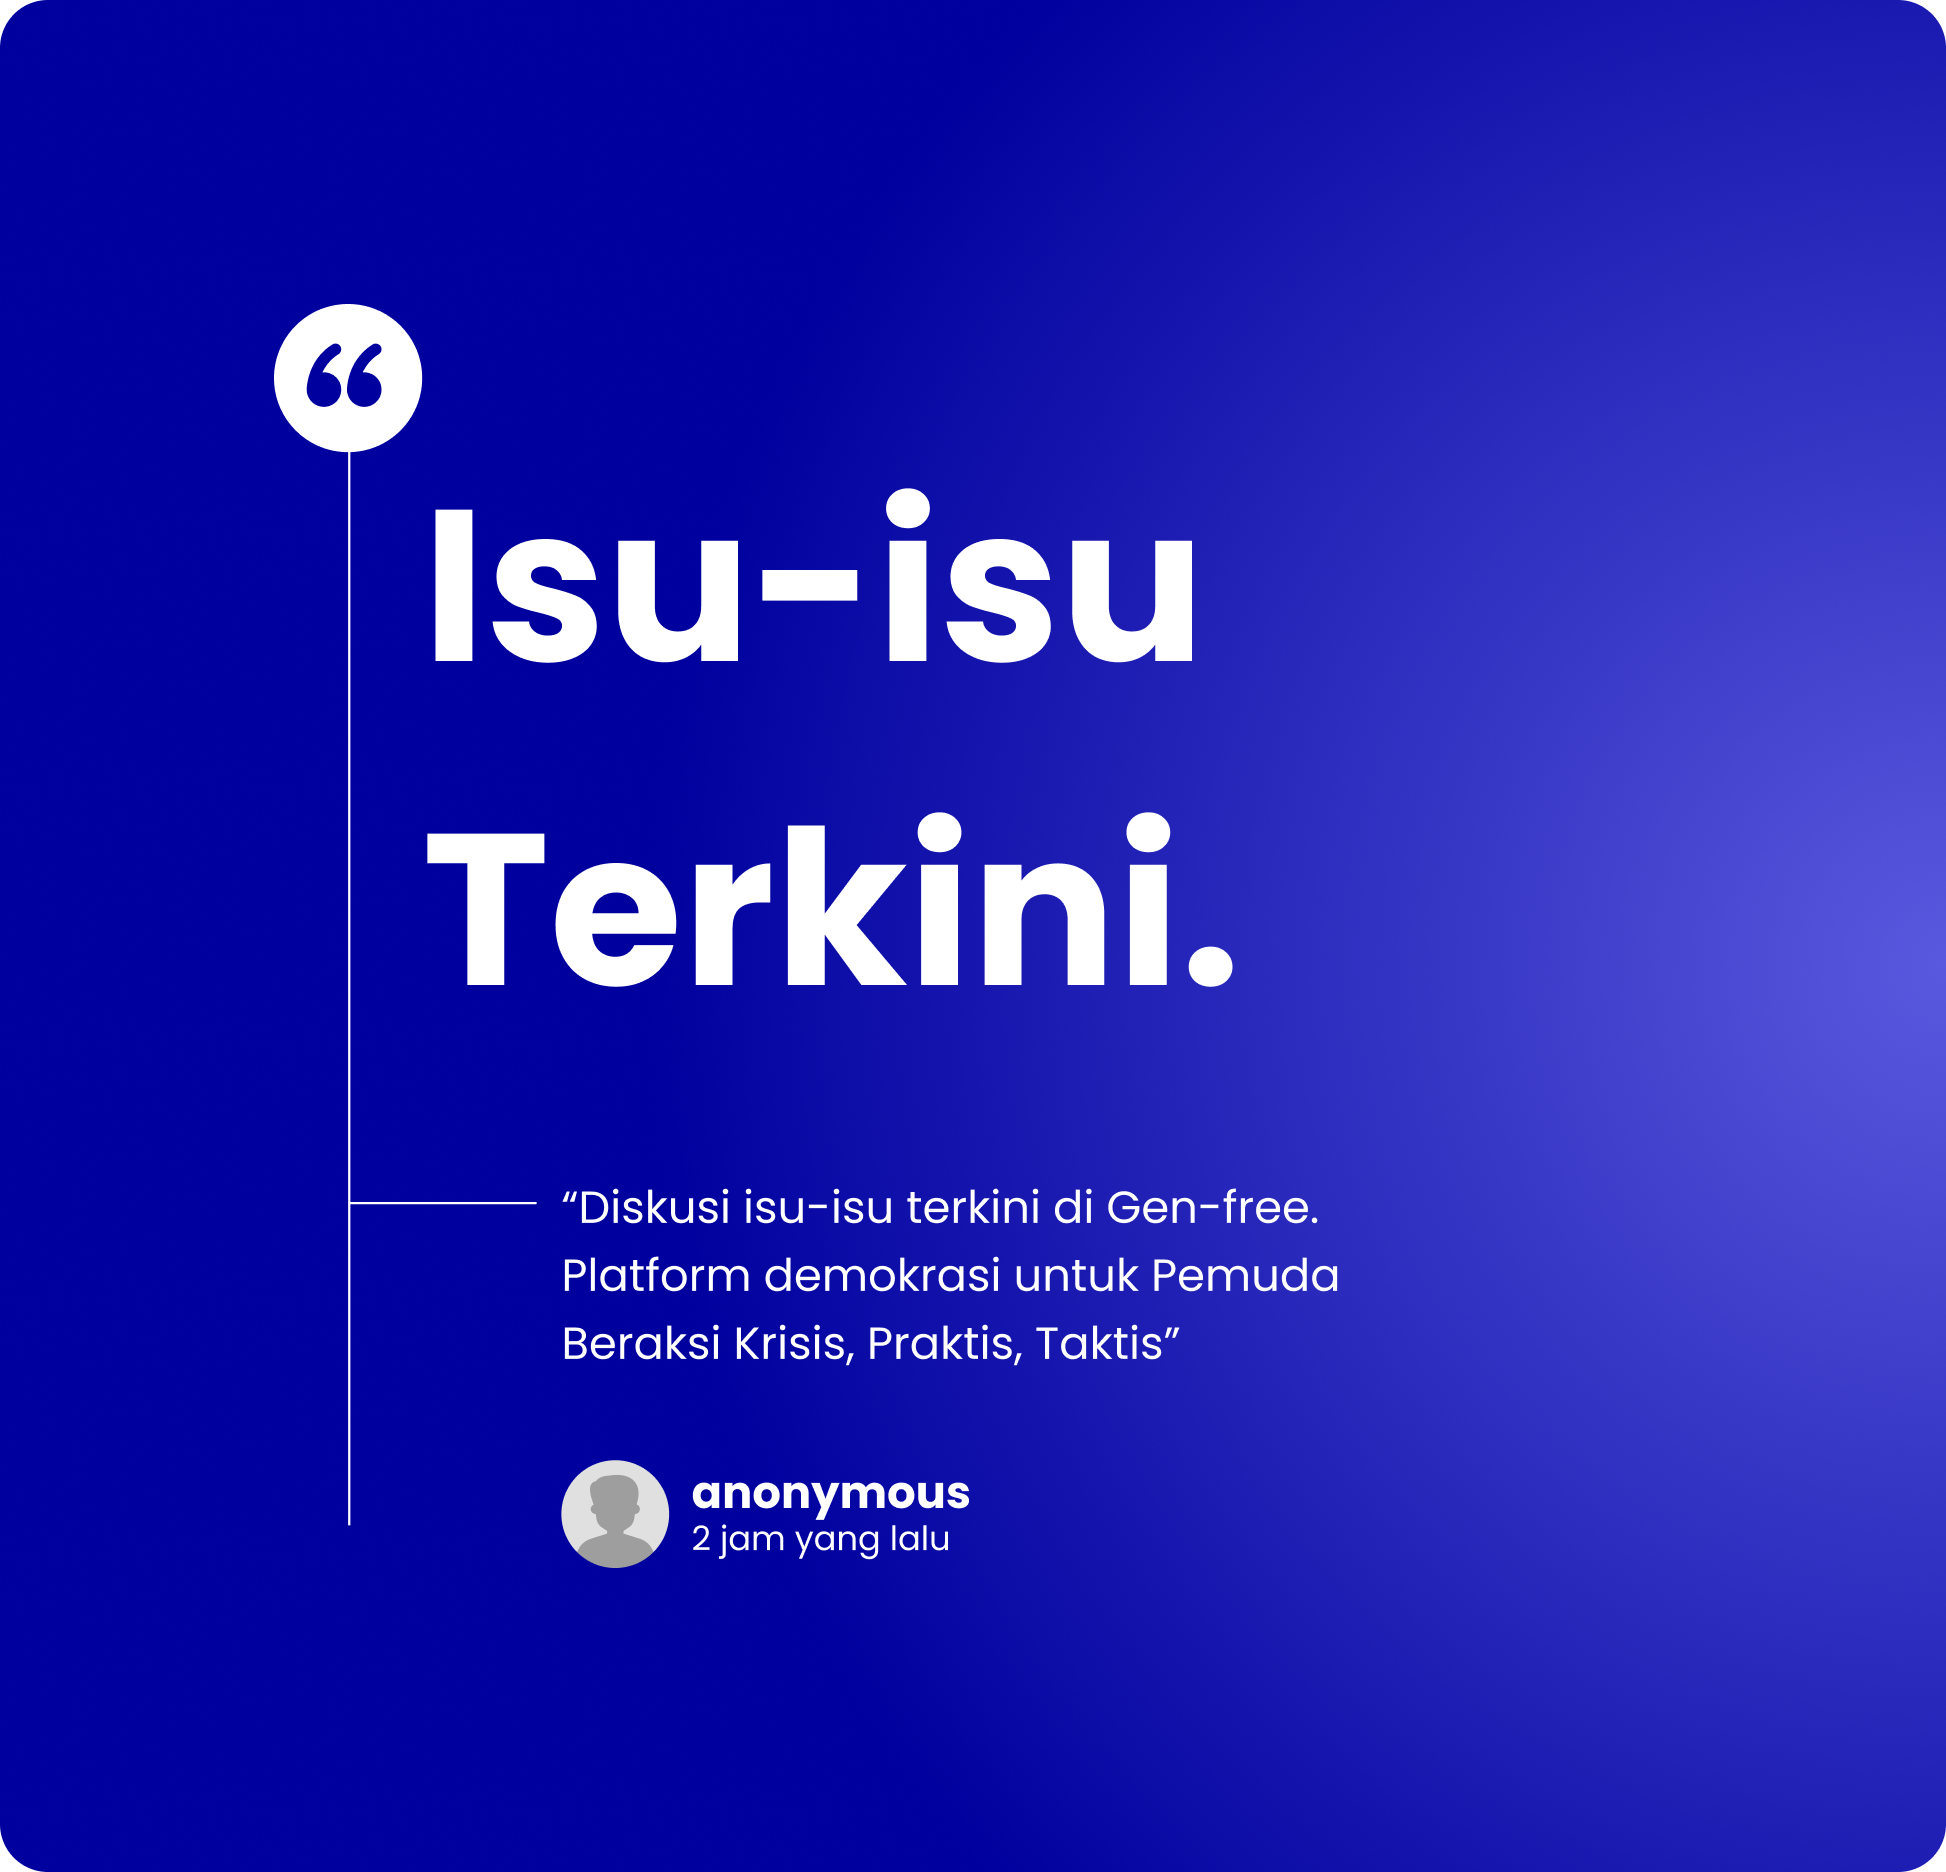 “
Isu-isu
Terkini.
“Diskusi isu-isu terkini di Gen-free.
Platform demokrasi untuk Pemuda
Beraksi Krisis, Praktis, Taktis”
anonymous
2 jam yang lalu